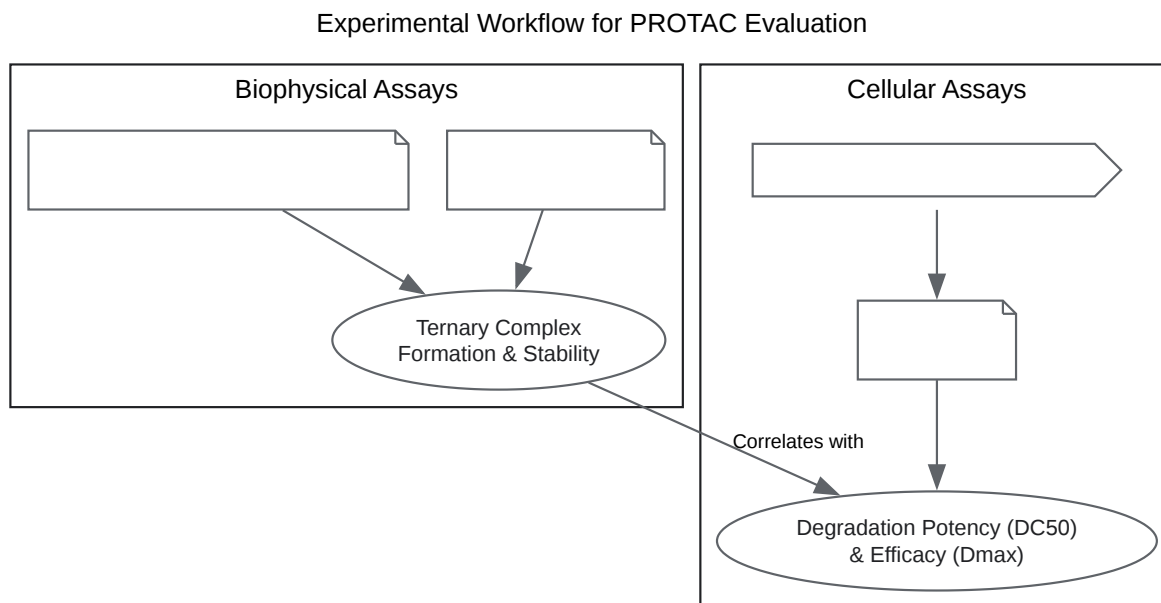 Experimental Workflow for PROTAC Evaluation
Biophysical Assays
Cellular Assays
Ternary Complex
Formation & Stability
Correlates with
Degradation Potency (DC50)
& Efficacy (Dmax)